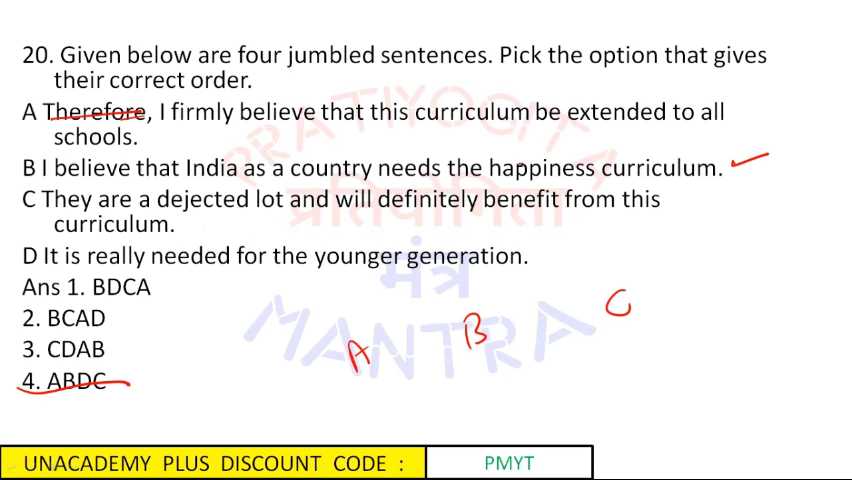 20. Given below are four jumbled sentences. Pick the option that gives
their correct order.
A Therefore, I firmly believe that this curriculum be extended to all
schools.
B I believe that India as a country needs the happiness curriculum.
C They are a dejected lot and will definitely benefit from this
curriculum.
D It is really needed for the younger generation.
Ans 1. BDCA
2. BCAD
3. CDAB
4. ABDC
A B C
PRATIYOGITA
प्रतियोगिता
मंत्र
MANTRA
UNACADEMY PLUS DISCOUNT CODE : PMYT